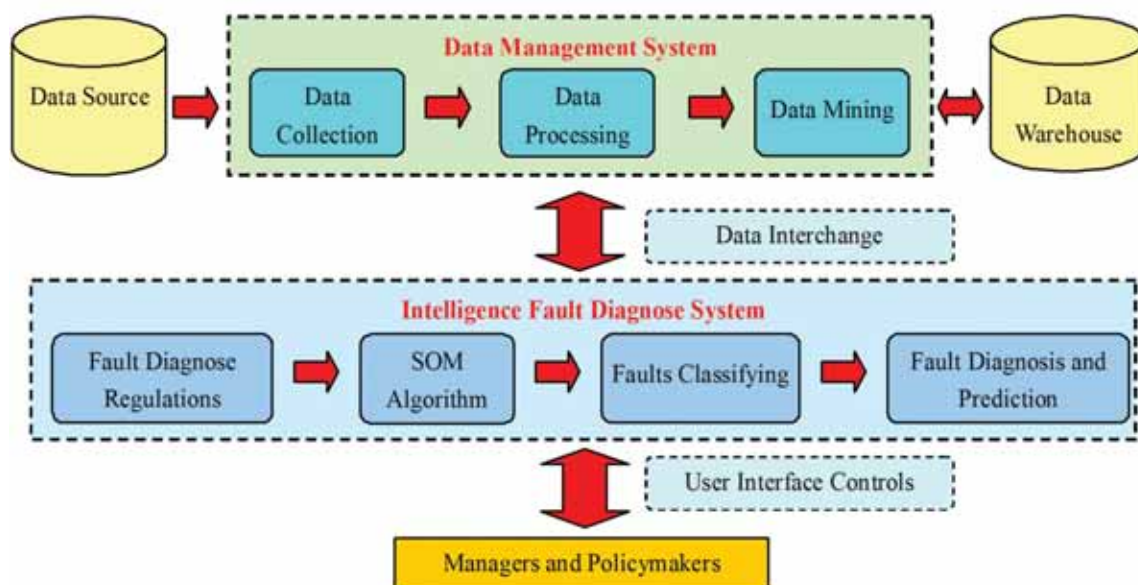 Data Management System
Data Source
Data
Collection
Data
Processing
Data Mining
Data
Warehouse
Data Interchange
Intelligence Fault Diagnose System
Fault Diagnose
Regulations
SOM
Algorithm
Faults Classifying
Fault Diagnosis and
Prediction
User Interface Controls
Managers and Policymakers